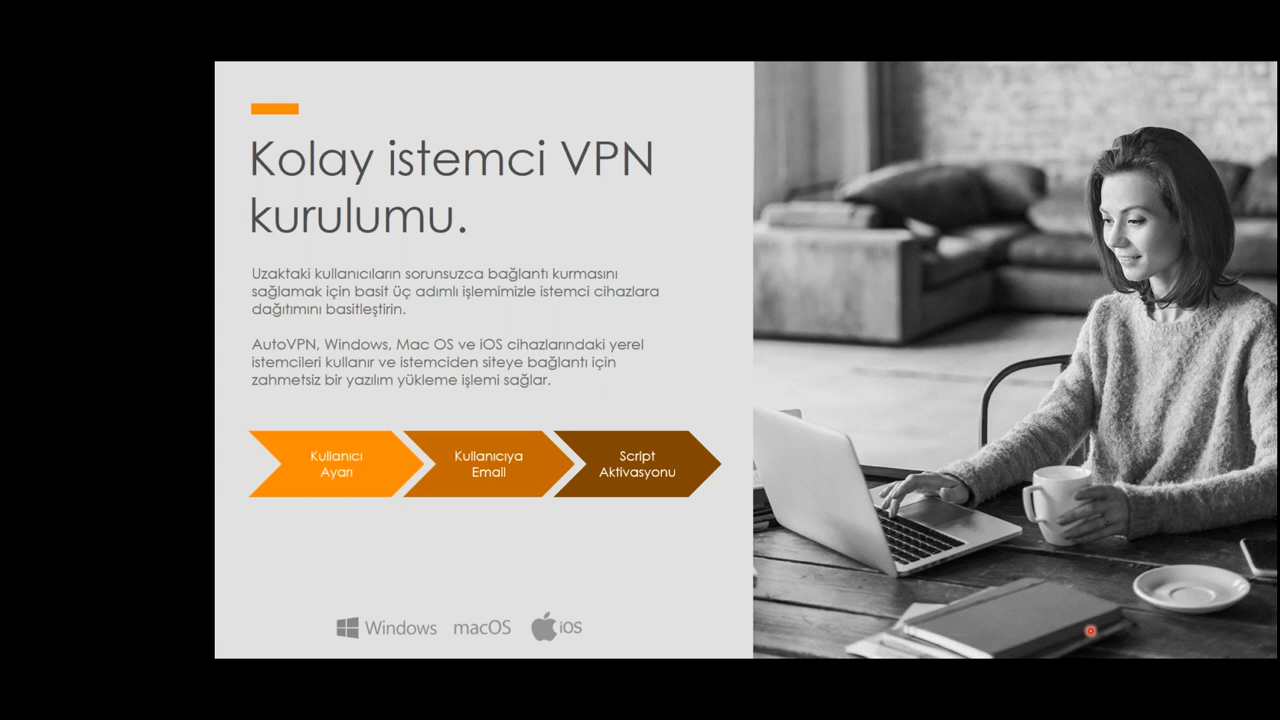 Kolay istemci VPN
kurulumu.
Uzaktaki kullanıcıların sorunsuzca bağlantı kurmasını
sağlamak için basit üç adımlı işlemimizle istemci cihazlara
dağıtımını basitleştirin.
AutoVPN, Windows, Mac OS ve iOS cihazlarındaki yerel
istemcileri kullanır ve istemciden siteye bağlantı için
zahmetsiz bir yazılım yükleme işlemi sağlar.
Kullanıcı
Ayarı
Kullanıcıya
Email
Script
Aktivasyonu
Windows macOS iOS